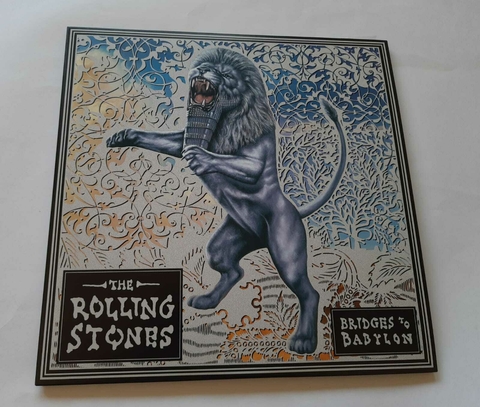 THE
ROLLING
STONES
BRIDGES TO
BABYLON